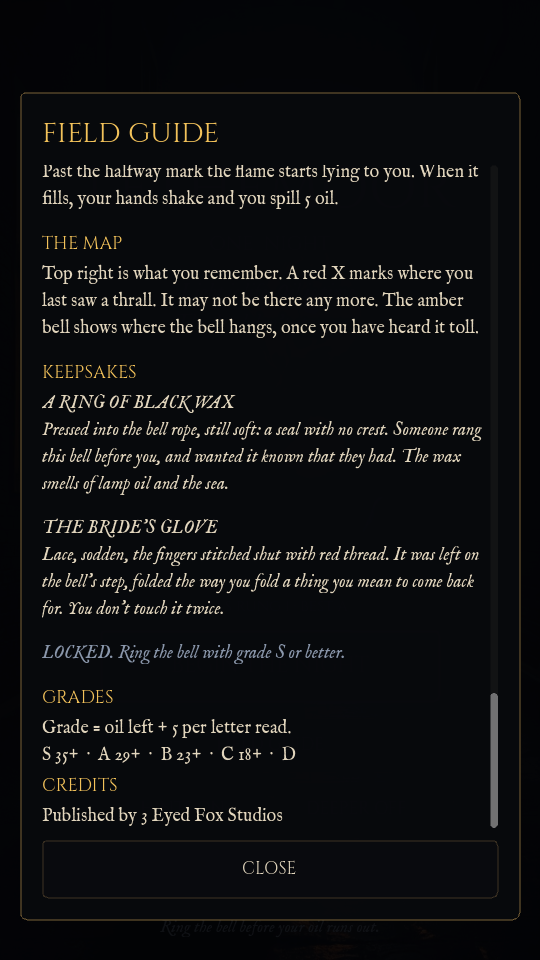 FIELD GUIDE
Past the halfway mark the flame starts lying to you. When it
fills, your hands shake and you spill 5 oil.
THE MAP
Top right is what you remember. A red X marks where you
last saw a thrall. It may not be there any more. The amber
bell shows where the bell hangs, once you have heard it toll.
KEEPSAKES
A RING OF BLACK WAX
Pressed into the bell rope, still soft: a seal with no crest. Someone rang
this bell before you, and wanted it known that they had. The wax
smells of lamp oil and the sea.
THE BRIDE'S GLOVE
Lace, sodden, the fingers stitched shut with red thread. It was left on
the bell's step, folded the way you fold a thing you mean to come back
for. You don't touch it twice.
LOCKED. Ring the bell with grade S or better.
GRADES
Grade = oil left + 5 per letter read.
S 35+ · A 29+ · B 23+ · C 18+ · D
CREDITS
Published by 3 Eyed Fox Studios
CLOSE
Ring the bell before your oil runs out.